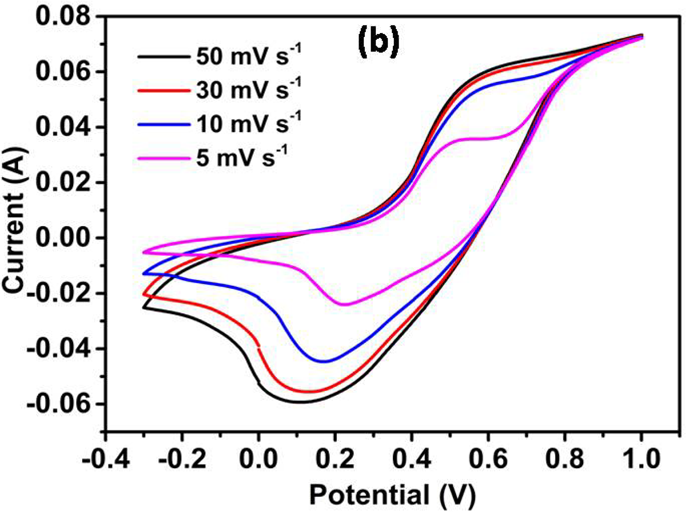 (b)
50 mV s⁻¹
30 mV s⁻¹
10 mV s⁻¹
5 mV s⁻¹
Current (A)
0.08
0.06
0.04
0.02
0.00
-0.02
-0.04
-0.06
-0.4 -0.2 0.0 0.2 0.4 0.6 0.8 1.0
Potential (V)